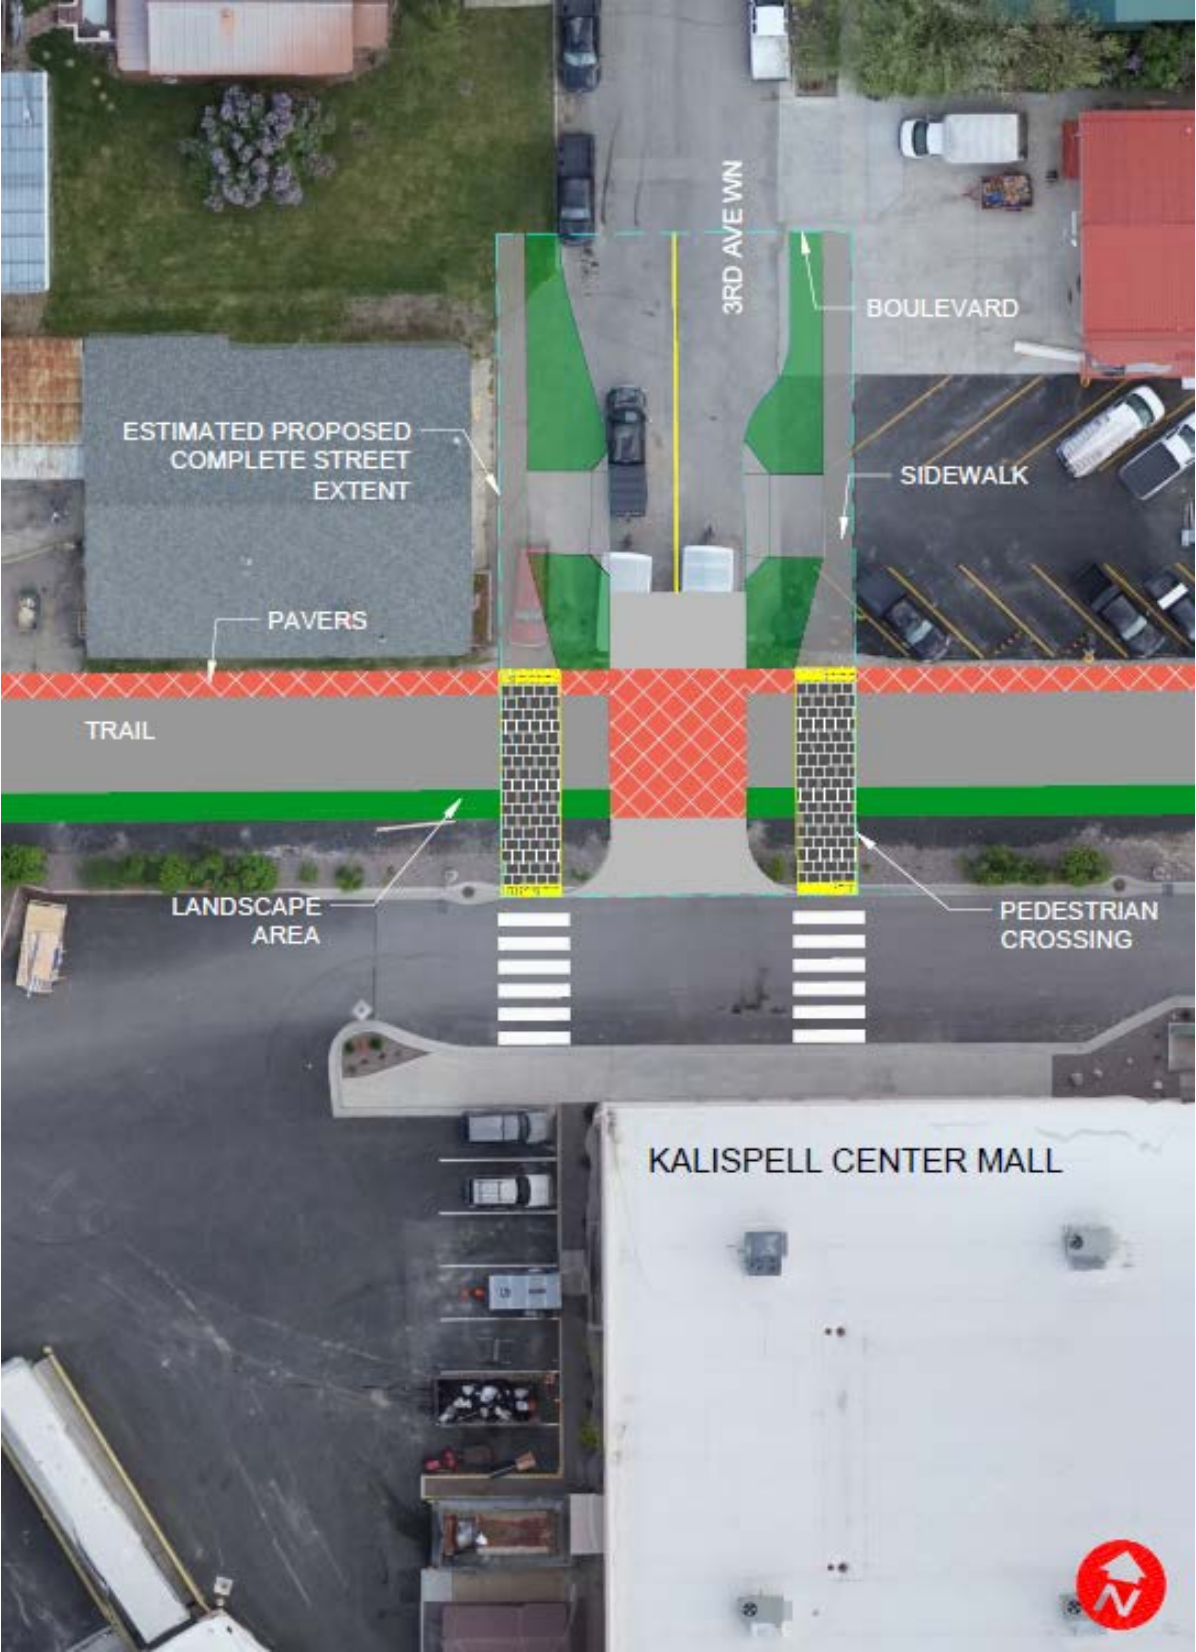 3RD AVE WN
BOULEVARD
ESTIMATED PROPOSED
COMPLETE STREET
EXTENT
SIDEWALK
PAVERS
TRAIL
LANDSCAPE
AREA
PEDESTRIAN
CROSSING
KALISPELL CENTER MALL
N